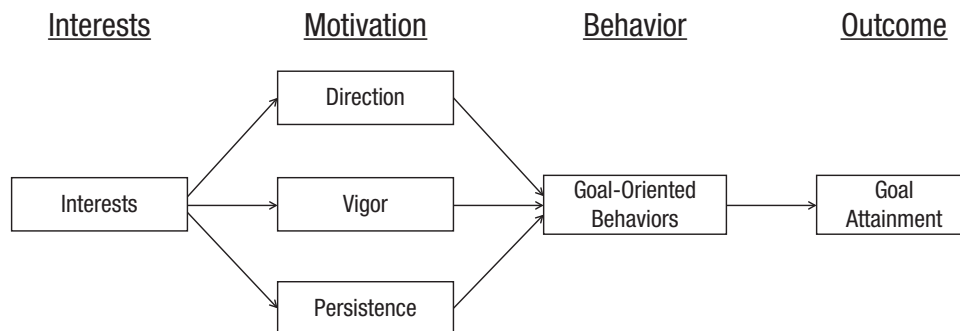 Interests
Motivation
Behavior
Outcome
Direction
Interests
Vigor
Goal-Oriented
Behaviors
Goal
Attainment
Persistence